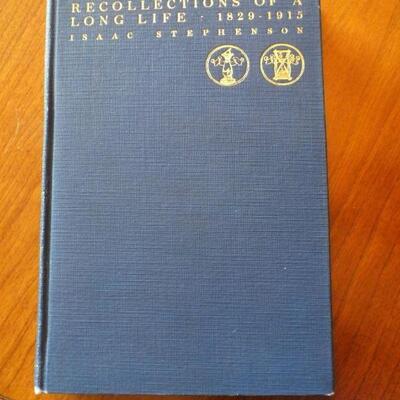 RECOLLECTIONS OF A
LONG LIFE · 1829-1915
ISAAC STEPHENSON